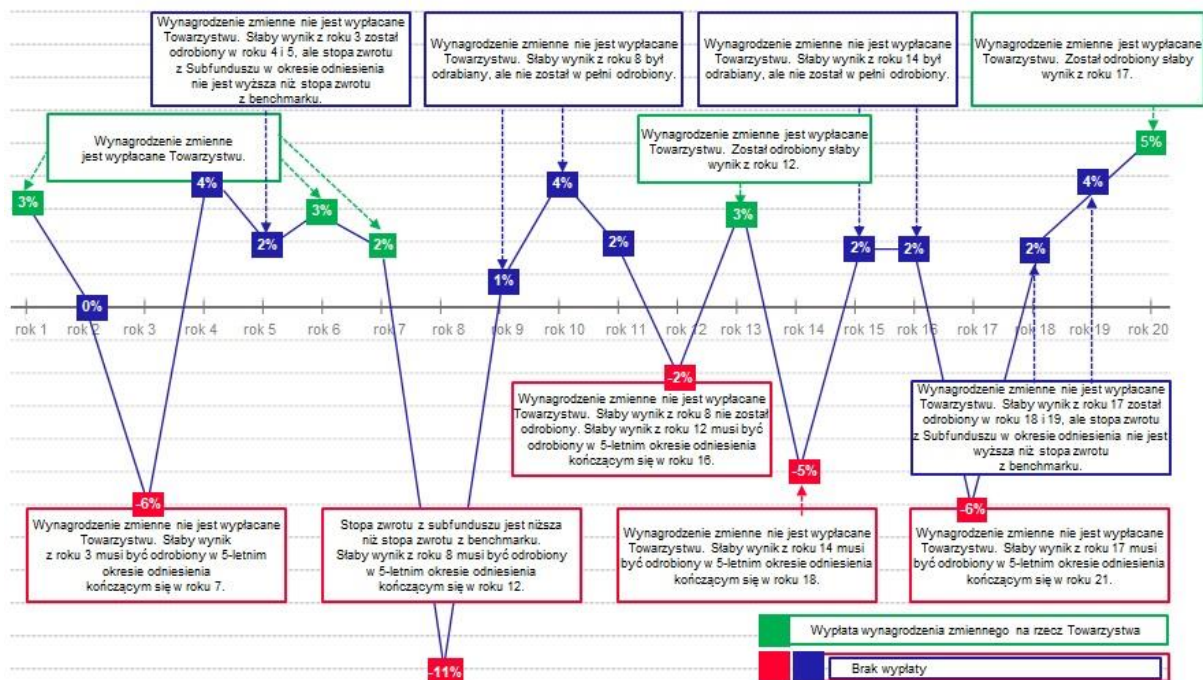 Wynagrodzenie zmienne nie jest wypłacane
Towarzystwu. Słaby wynik z roku 3 został
odrobiony w roku 4 i 5, ale stopa zwrotu
z Subfunduszu w okresie odniesienia
nie jest wyższa niż stopa zwrotu
z benchmarku.
Wynagrodzenie zmienne nie jest wypłacane
Towarzystwu. Słaby wynik z roku 8 był
odrabiany, ale nie został w pełni odrobiony.
Wynagrodzenie zmienne nie jest wypłacane
Towarzystwu. Słaby wynik z roku 14 był
odrabiany, ale nie został w pełni odrobiony.
Wynagrodzenie zmienne jest wypłacane
Towarzystwu. Został odrobiony słaby
wynik z roku 17.
Wynagrodzenie zmienne
jest wypłacane Towarzystwu.
Wynagrodzenie zmienne jest wypłacane
Towarzystwu. Został odrobiony słaby
wynik z roku 12.
3%
0%
-6%
4%
2%
3%
2%
-11%
1%
4%
2%
-2%
3%
-5%
2%
2%
-6%
2%
4%
5%
rok 1
rok 2
rok 3
rok 4
rok 5
rok 6
rok 7
rok 8
rok 9
rok 10
rok 11
rok 12
rok 13
rok 14
rok 15
rok 16
rok 17
rok 18
rok 19
rok 20
Wynagrodzenie zmienne nie jest wypłacane
Towarzystwu. Słaby wynik z roku 8 nie został
odrobiony. Słaby wynik z roku 12 musi być
odrobiony w 5-letnim okresie odniesienia
kończącym się w roku 16.
Wynagrodzenie zmienne nie jest wypłacane
Towarzystwu. Słaby wynik z roku 17 został
odrobiony w roku 18 i 19, ale stopa zwrotu
z Subfunduszu w okresie odniesienia nie jest
wyższa niż stopa zwrotu
z benchmarku.
Wynagrodzenie zmienne nie jest wypłacane
Towarzystwu. Słaby wynik
z roku 3 musi być odrobiony w 5-letnim
okresie odniesienia
kończącym się w roku 7.
Stopa zwrotu z subfunduszu jest niższa
niż stopa zwrotu z benchmarku.
Słaby wynik z roku 8 musi być odrobiony
w 5-letnim okresie odniesienia
kończącym się w roku 12.
Wynagrodzenie zmienne nie jest wypłacane
Towarzystwu. Słaby wynik z roku 14 musi
być odrobiony w 5-letnim okresie odniesienia
kończącym się w roku 18.
Wynagrodzenie zmienne nie jest wypłacane
Towarzystwu. Słaby wynik z roku 17 musi
być odrobiony w 5-letnim okresie odniesienia
kończącym się w roku 21.
Wypłata wynagrodzenia zmiennego na rzecz Towarzystwa
Brak wypłaty